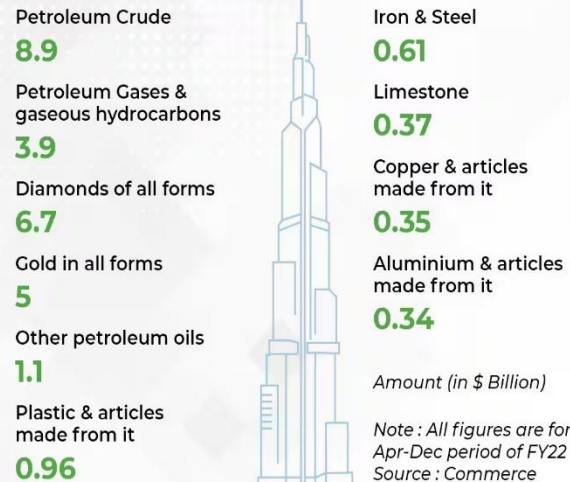 Petroleum Crude
8.9
Petroleum Gases &
gaseous hydrocarbons
3.9
Diamonds of all forms
6.7
Gold in all forms
5
Other petroleum oils
1.1
Plastic & articles
made from it
0.96
Iron & Steel
0.61
Limestone
0.37
Copper & articles
made from it
0.35
Aluminium & articles
made from it
0.34
Amount (in $ Billion)
Note : All figures are for
Apr-Dec period of FY22
Source : Commerce